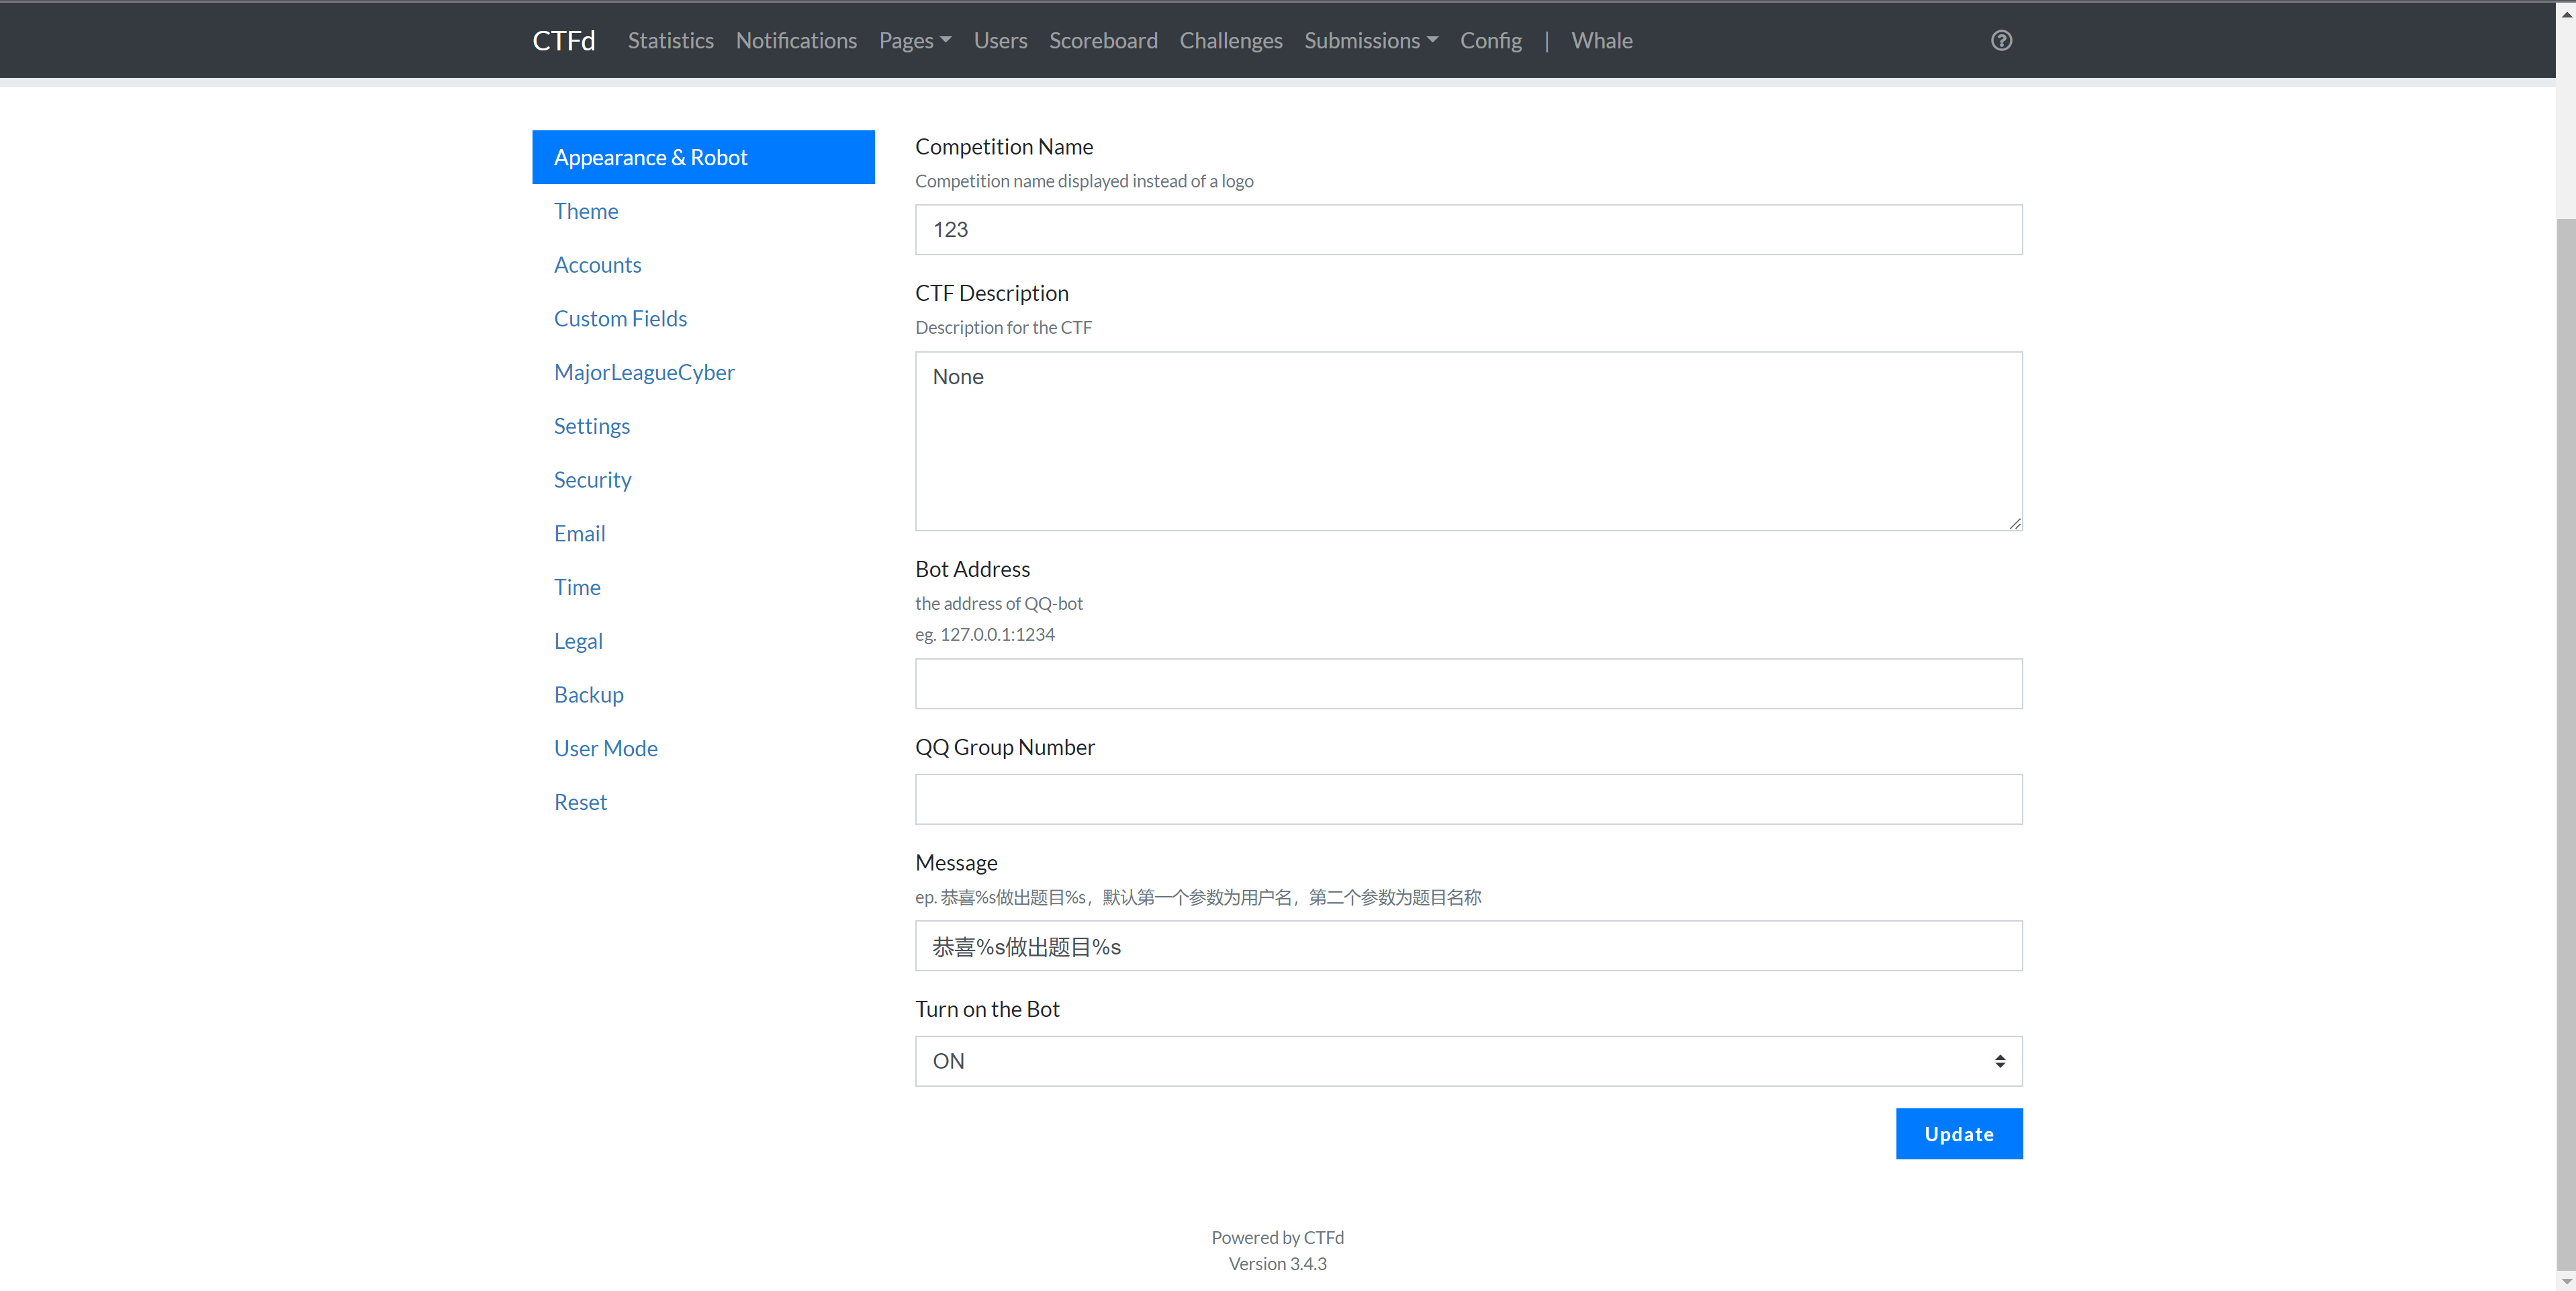 CTFd Statistics Notifications Pages Users Scoreboard Challenges Submissions Config | Whale
Appearance & Robot
Theme
Accounts
Custom Fields
MajorLeagueCyber
Settings
Security
Email
Time
Legal
Backup
User Mode
Reset
Competition Name
Competition name displayed instead of a logo
123
CTF Description
Description for the CTF
None
Bot Address
the address of QQ-bot
eg. 127.0.0.1:1234
QQ Group Number
Message
ep. 恭喜%s做出题目%s，默认第一个参数为用户名，第二个参数为题目名称
恭喜%s做出题目%s
Turn on the Bot
ON
Update
Powered by CTFd
Version 3.4.3